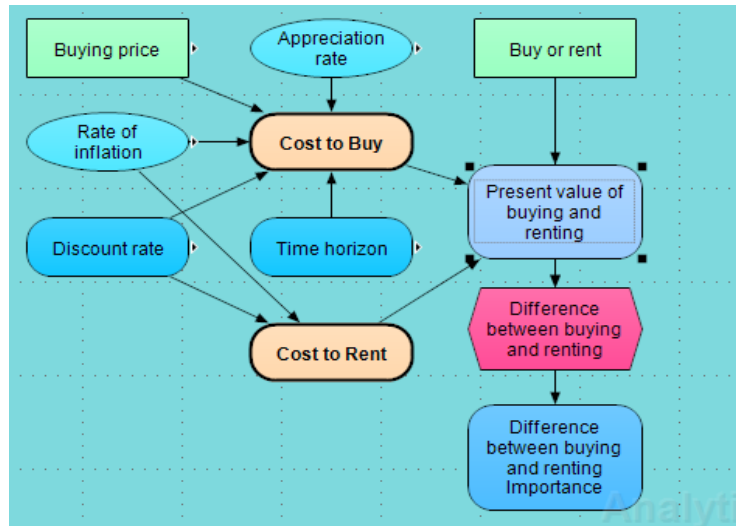 Buying price
Appreciation
rate
Buy or rent
Rate of
inflation
Cost to Buy
Present value of
buying and
renting
Discount rate
Time horizon
Difference
between buying
and renting
Cost to Rent
Difference
between buying
and renting
Importance
Analyti